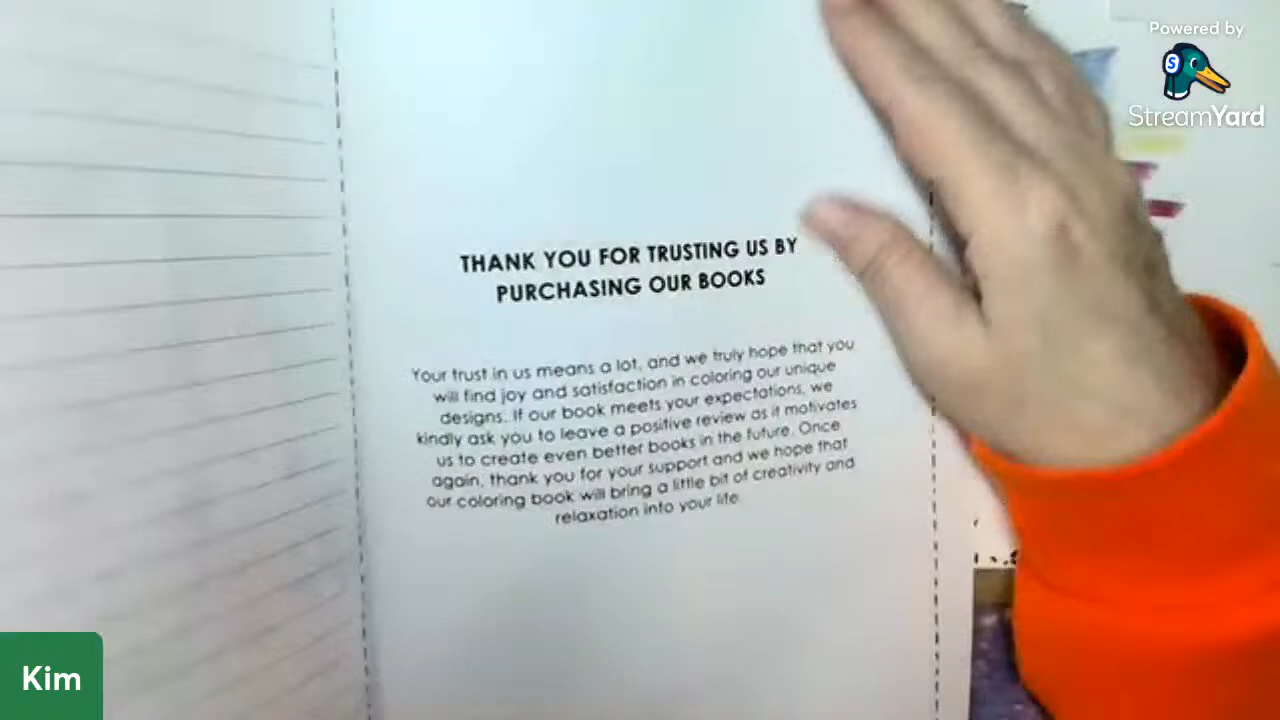 Powered by
StreamYard
THANK YOU FOR TRUSTING US BY
PURCHASING OUR BOOKS
Your trust in us means a lot, and we truly hope that you
will find joy and satisfaction in coloring our unique
designs. If our book meets your expectations, we
kindly ask you to leave a positive review as it motivates
us to create even better books in the future. Once
again, thank you for your support and we hope that
our coloring book will bring a little bit of creativity and
relaxation into your life
Kim